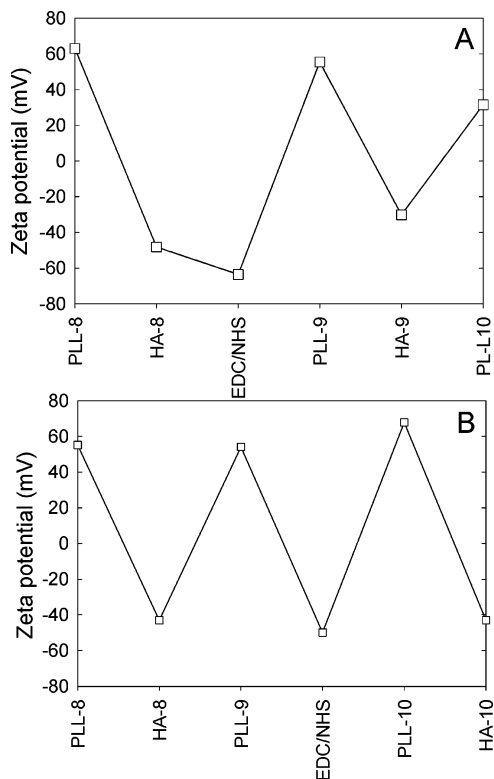 A
Zeta potential (mV)
80
60
40
20
0
-20
-40
-60
-80
PLL-8
HA-8
EDC/NHS
PLL-9
HA-9
PL-L10
B
Zeta potential (mV)
80
60
40
20
0
-20
-40
-60
-80
PLL-8
HA-8
PLL-9
EDC/NHS
PLL-10
HA-10